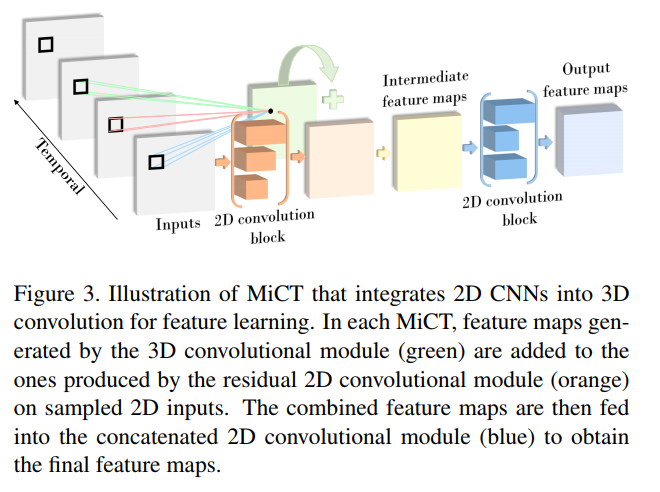 Intermediate
feature maps
Output
feature maps
Temporal
Inputs
2D convolution
block
2D convolution
block
Figure 3. Illustration of MiCT that integrates 2D CNNs into 3D
convolution for feature learning. In each MiCT, feature maps gen-
erated by the 3D convolutional module (green) are added to the
ones produced by the residual 2D convolutional module (orange)
on sampled 2D inputs. The combined feature maps are then fed
into the concatenated 2D convolutional module (blue) to obtain
the final feature maps.